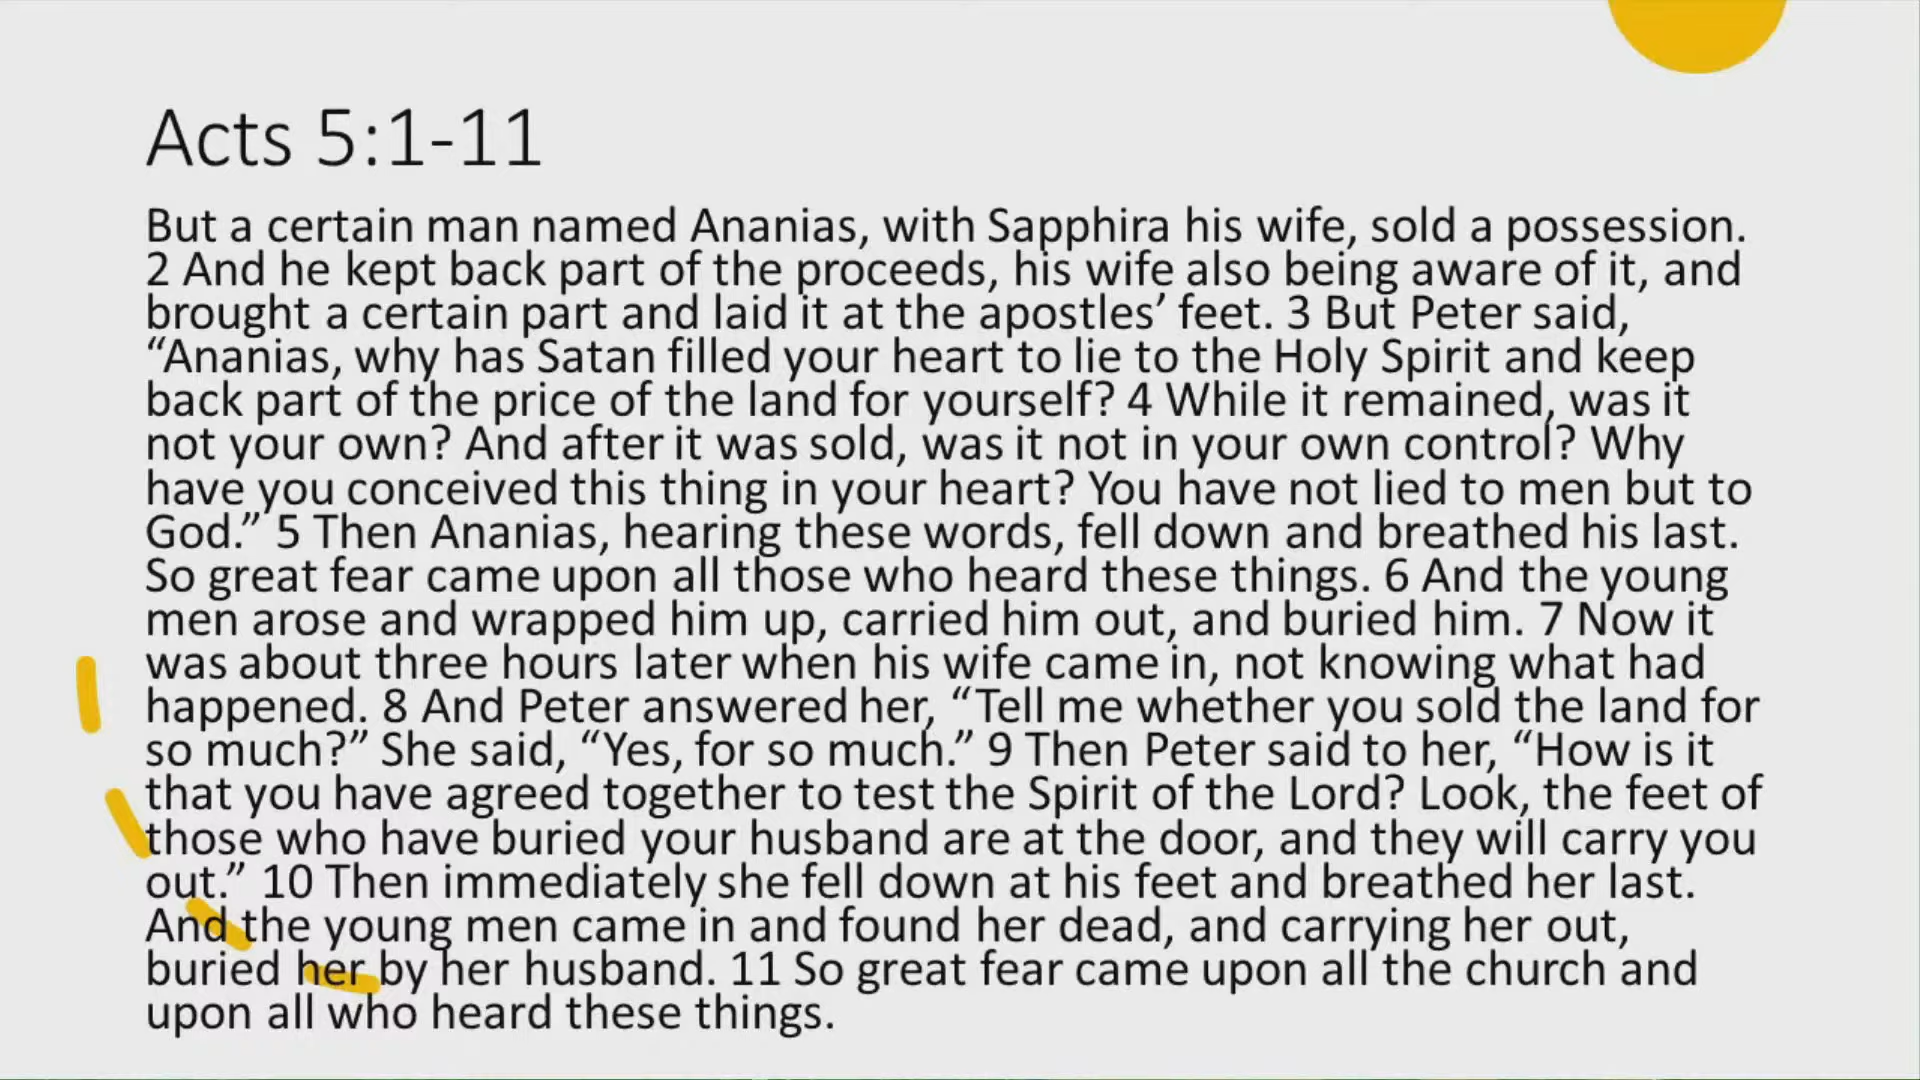 Acts 5:1-11
But a certain man named Ananias, with Sapphira his wife, sold a possession.
2 And he kept back part of the proceeds, his wife also being aware of it, and
brought a certain part and laid it at the apostles’ feet. 3 But Peter said,
“Ananias, why has Satan filled your heart to lie to the Holy Spirit and keep
back part of the price of the land for yourself? 4 While it remained, was it
not your own? And after it was sold, was it not in your own control? Why
have you conceived this thing in your heart? You have not lied to men but to
God.” 5 Then Ananias, hearing these words, fell down and breathed his last.
So great fear came upon all those who heard these things. 6 And the young
men arose and wrapped him up, carried him out, and buried him. 7 Now it
was about three hours later when his wife came in, not knowing what had
happened. 8 And Peter answered her, “Tell me whether you sold the land for
so much?” She said, “Yes, for so much.” 9 Then Peter said to her, “How is it
that you have agreed together to test the Spirit of the Lord? Look, the feet of
those who have buried your husband are at the door, and they will carry you
out.” 10 Then immediately she fell down at his feet and breathed her last.
And the young men came in and found her dead, and carrying her out,
buried her by her husband. 11 So great fear came upon all the church and
upon all who heard these things.